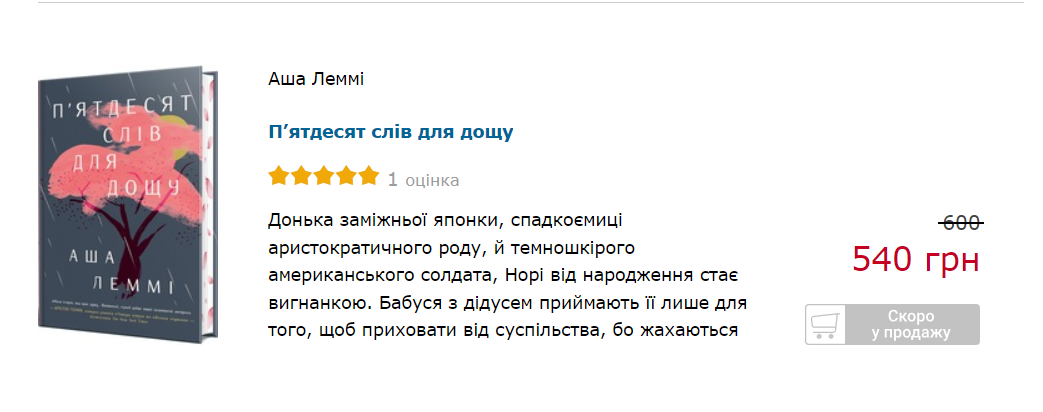 П’ЯТДЕСЯТ
СЛІВ
ДЛЯ
ДОЩУ
АША
ЛЕММІ
Аша Леммі
П’ятдесят слів для дощу
1 оцінка
Донька заміжньої японки, спадкоємиці
аристократичного роду, й темношкірого
американського солдата, Норі від народження стає
вигнанкою. Бабуся з дідусем приймають її лише для
того, щоб приховати від суспільства, бо жахаються
600
540 грн
Скоро
у продажу